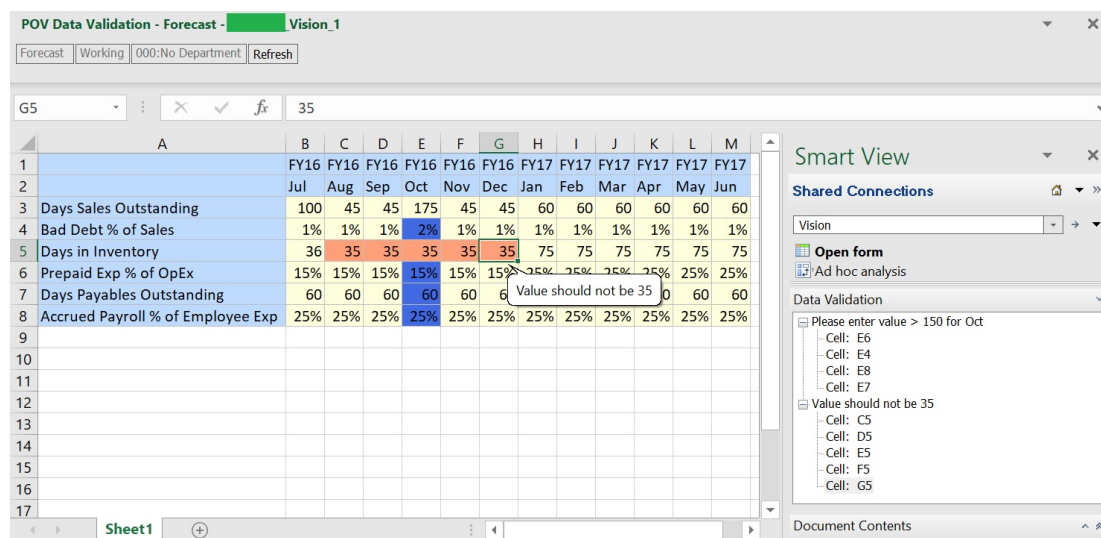 POV Data Validation - Forecast - _Vision_1
Forecast Working 000:No Department Refresh
G5 fx 35
A B C D E F G H I J K L M
1 FY16 FY16 FY16 FY16 FY16 FY16 FY17 FY17 FY17 FY17 FY17 FY17
2 Jul Aug Sep Oct Nov Dec Jan Feb Mar Apr May Jun
3 Days Sales Outstanding 100 45 45 175 45 45 60 60 60 60 60 60
4 Bad Debt % of Sales 1% 1% 1% 2% 1% 1% 1% 1% 1% 1% 1% 1%
5 Days in Inventory 36 35 35 35 35 35 75 75 75 75 75 75
6 Prepaid Exp % of OpEx 15% 15% 15% 15% 15% 15% 25% 25% 25% 25% 25% 25%
Value should not be 35
7 Days Payables Outstanding 60 60 60 60 60 6 0 60 60
8 Accrued Payroll % of Employee Exp 25% 25% 25% 25% 25% 25% 25% 25% 25% 25% 25% 25%
9
10
11
12
13
14
15
16
17
Sheet1
Smart View
Shared Connections
Vision
Open form
Ad hoc analysis
Data Validation
Please enter value > 150 for Oct
Cell: E6
Cell: E4
Cell: E8
Cell: E7
Value should not be 35
Cell: C5
Cell: D5
Cell: E5
Cell: F5
Cell: G5
Document Contents